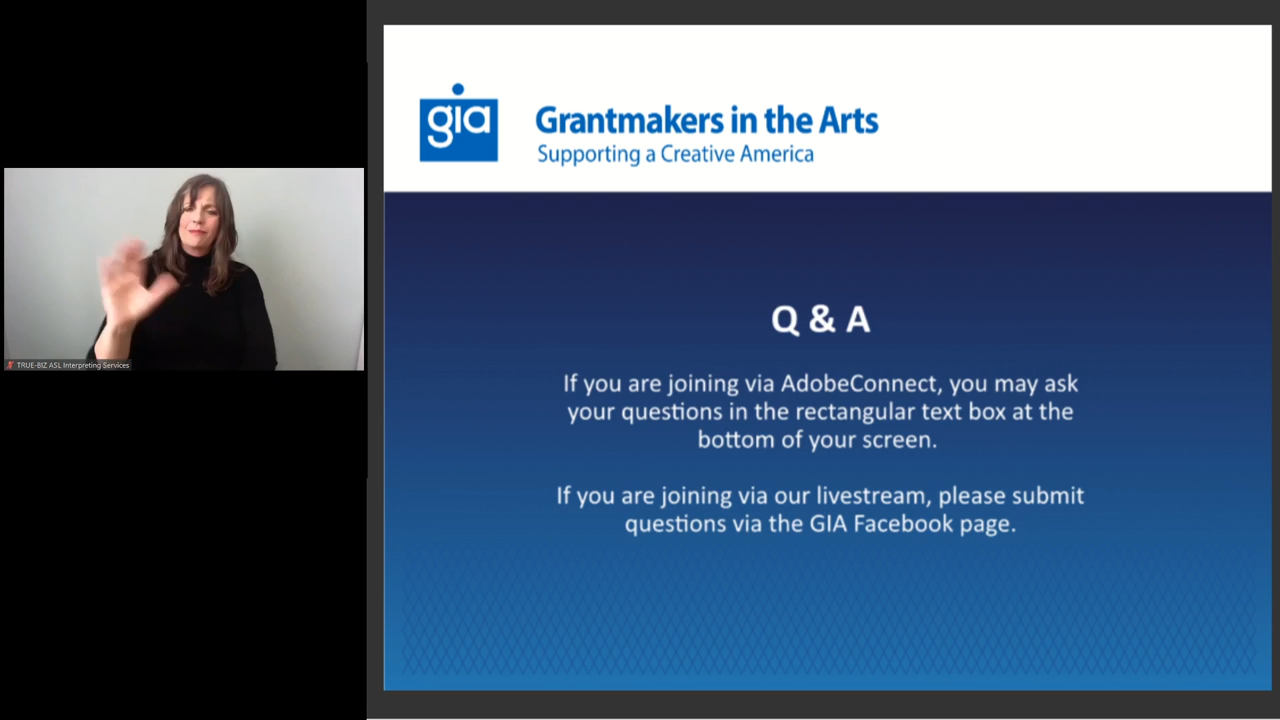 gia
Grantmakers in the Arts
Supporting a Creative America
TRUE-BIZ ASL Interpreting Services
Q & A
If you are joining via AdobeConnect, you may ask
your questions in the rectangular text box at the
bottom of your screen.
If you are joining via our livestream, please submit
questions via the GIA Facebook page.